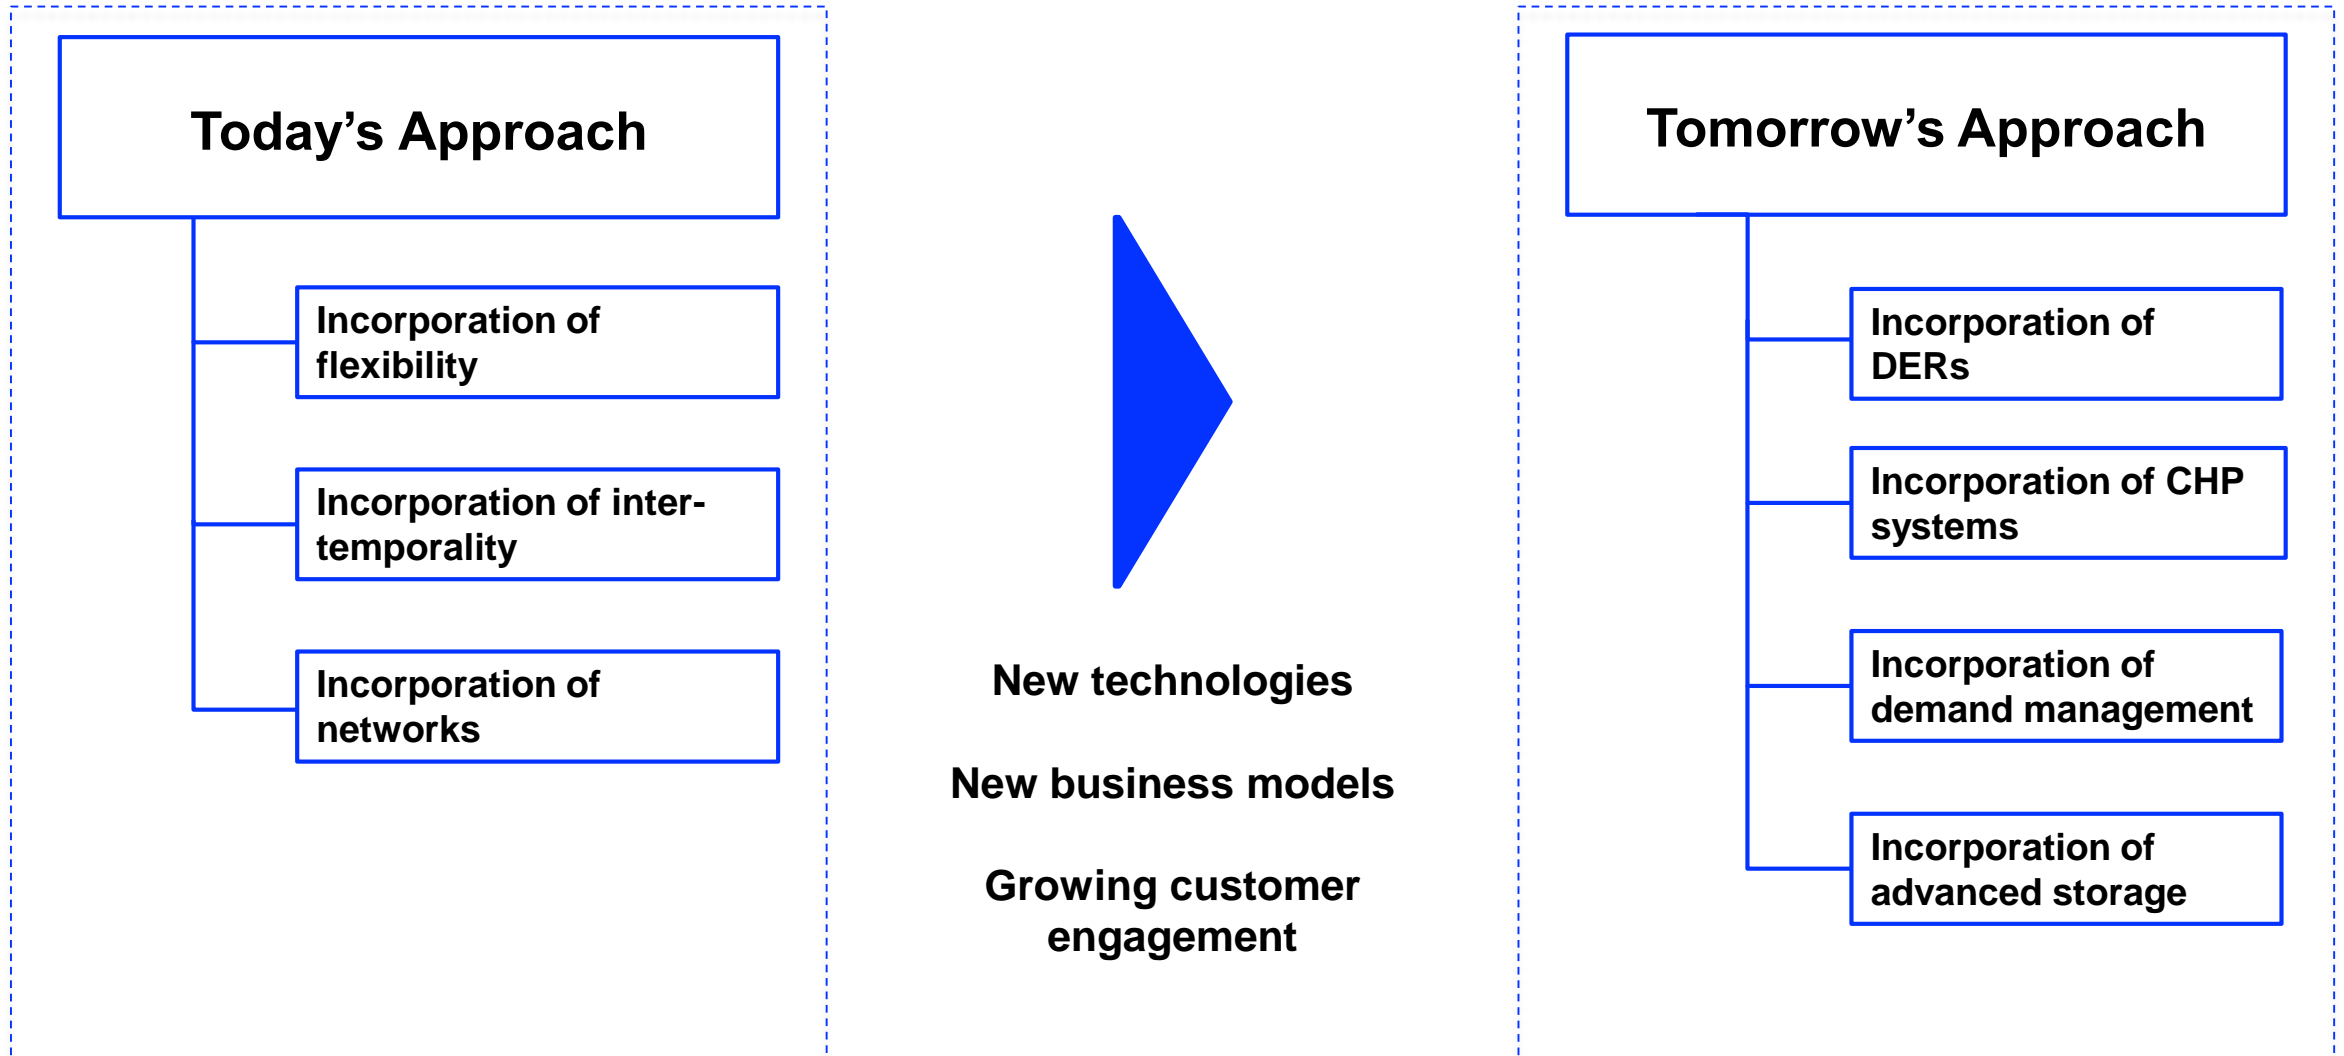 Today’s Approach
Incorporation of
flexibility
Incorporation of inter-
temporality
Incorporation of
networks
New technologies
New business models
Growing customer
engagement
Tomorrow’s Approach
Incorporation of
DERs
Incorporation of CHP
systems
Incorporation of
demand management
Incorporation of
advanced storage